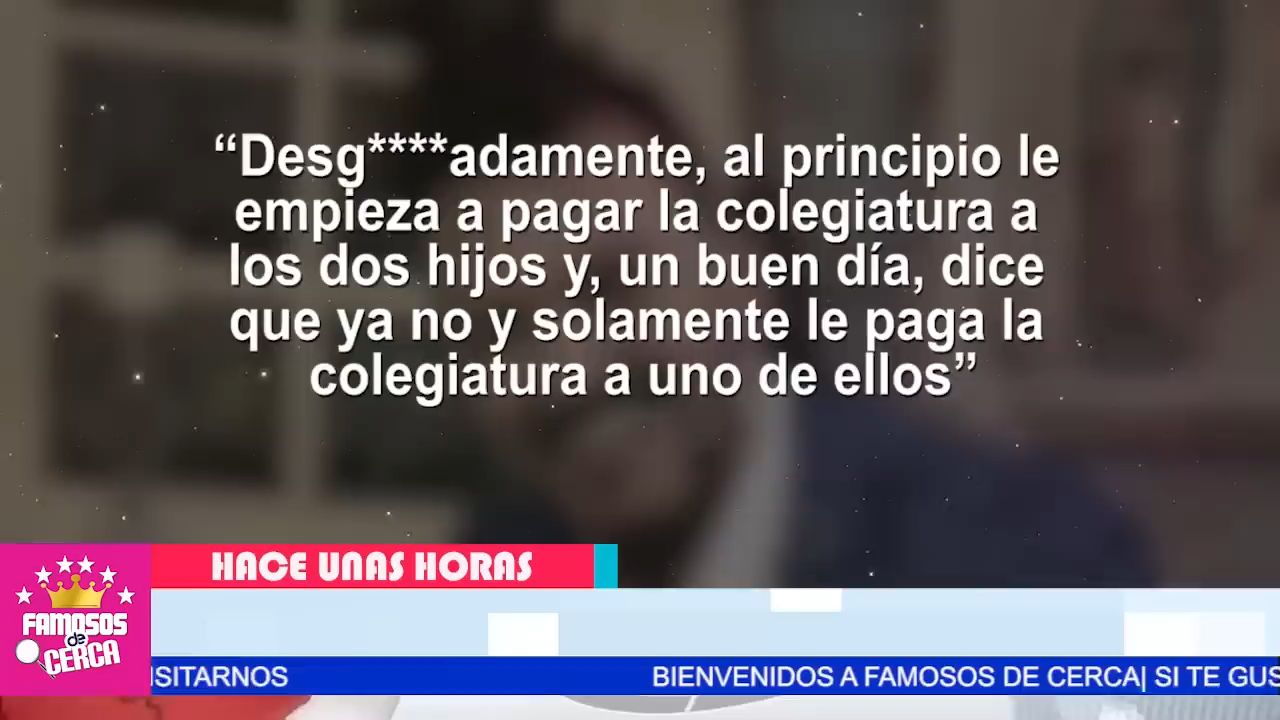 “Desg****adamente, al principio le
empieza a pagar la colegiatura a
los dos hijos y, un buen día, dice
que ya no y solamente le paga la
colegiatura a uno de ellos”
HACE UNAS HORAS
FAMOSOS
de
CERCA
ISITARNOS
BIENVENIDOS A FAMOSOS DE CERCA| SI TE GUS